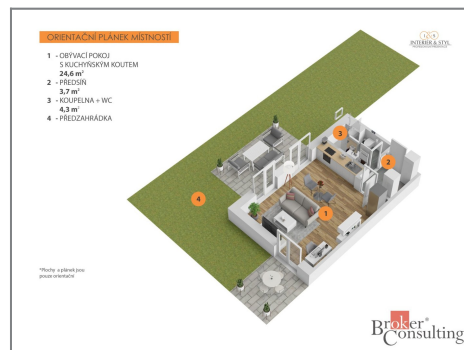 ORIENTAČNÍ PLÁNEK MÍSTNOSTÍ
INTERIÉR & STYL
1 - OBÝVACÍ POKOJ
S KUCHYŇSKÝM KOUTEM
24,6 m²
2 - PŘEDSÍŇ
3,7 m²
3 - KOUPELNA + WC
4,3 m²
4 - PŘEDZAHRÁDKA
3
2
4
1
*Plochy a plánek jsou
pouze orientační
Broker®
Consulting